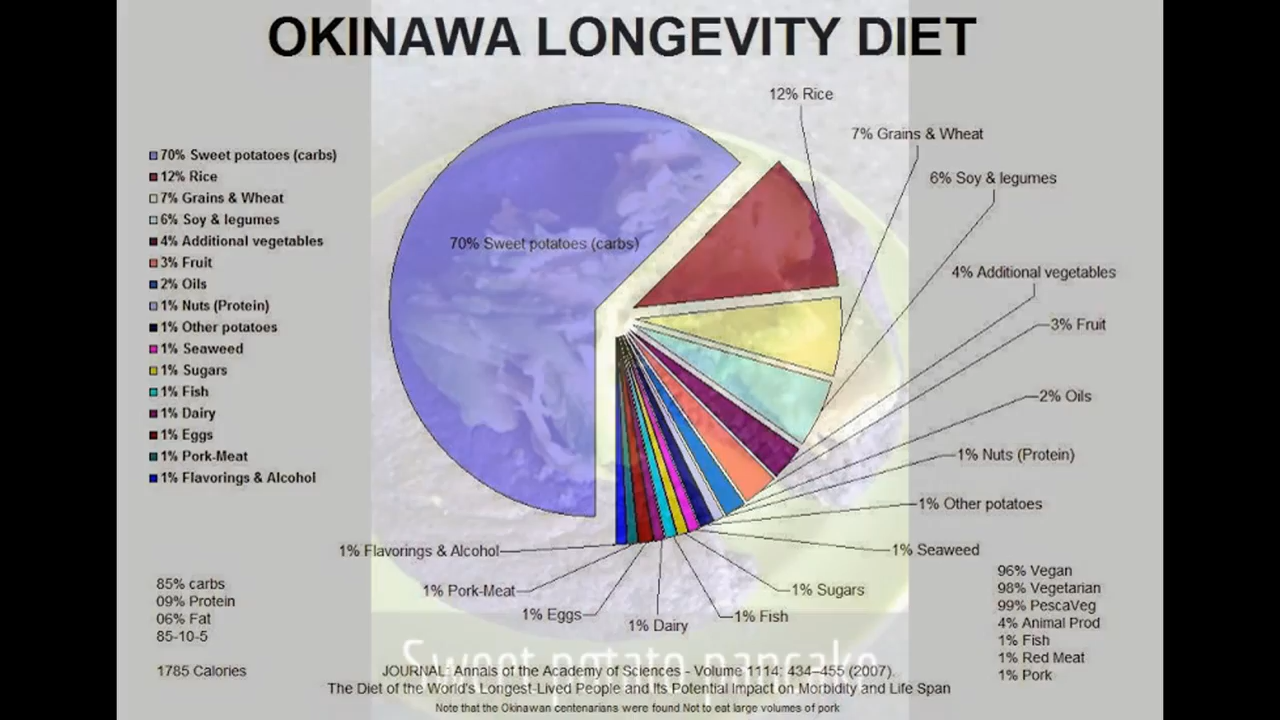 OKINAWA LONGEVITY DIET
12% Rice
7% Grains & Wheat
6% Soy & legumes
4% Additional vegetables
3% Fruit
2% Oils
1% Nuts (Protein)
1% Other potatoes
1% Seaweed
1% Sugars
1% Fish
1% Dairy
1% Eggs
1% Pork-Meat
1% Flavorings & Alcohol
70% Sweet potatoes (carbs)
70% Sweet potatoes (carbs)
12% Rice
7% Grains & Wheat
6% Soy & legumes
4% Additional vegetables
3% Fruit
2% Oils
1% Nuts (Protein)
1% Other potatoes
1% Seaweed
1% Sugars
1% Fish
1% Dairy
1% Eggs
1% Pork-Meat
1% Flavorings & Alcohol
85% carbs
09% Protein
06% Fat
85-10-5
1785 Calories
96% Vegan
98% Vegetarian
99% PescaVeg
4% Animal Prod
1% Fish
1% Red Meat
1% Pork
Sweet potato pancake
JOURNAL: Annals of the Academy of Sciences - Volume 1114: 434–455 (2007).
The Diet of the World's Longest-Lived People and Its Potential Impact on Morbidity and Life Span
Note that the Okinawan centenarians were found Not to eat large volumes of pork